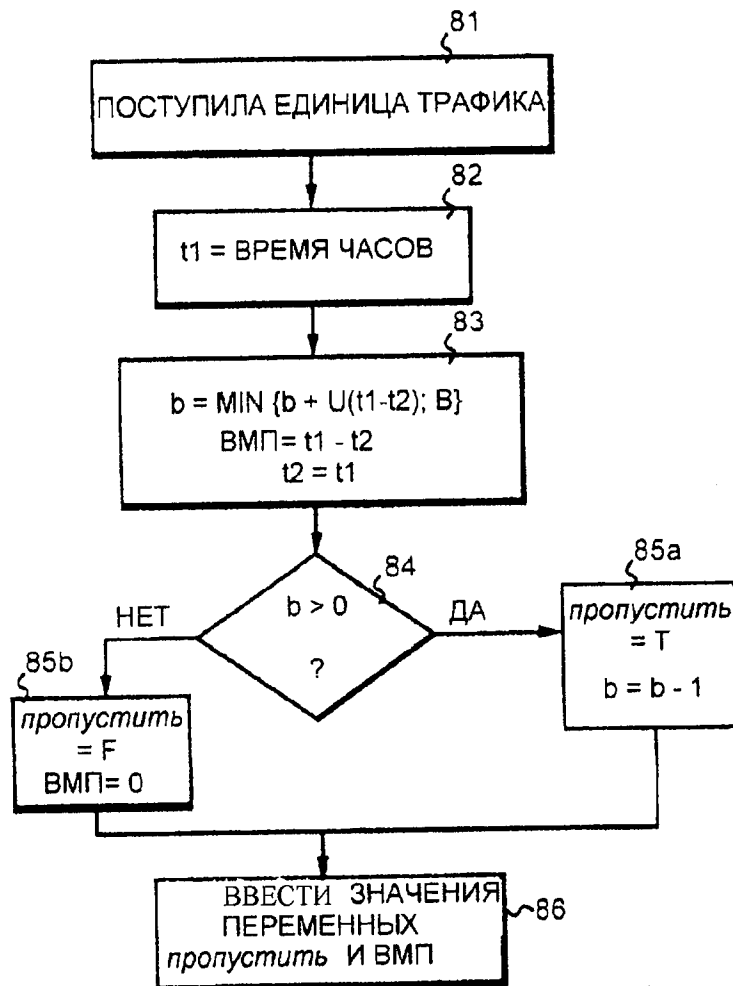 81
ПОСТУПИЛА ЕДИНИЦА ТРАФИКА
82
t1 = ВРЕМЯ ЧАСОВ
83
b = MIN {b + U(t1-t2); B}
ВМП= t1 - t2
t2 = t1
84
b > 0
?
НЕТ
ДА
85a
пропустить
= T
b = b - 1
85b
пропустить
= F
ВМП= 0
ВВЕСТИ ЗНАЧЕНИЯ
ПЕРЕМЕННЫХ
пропустить И ВМП
86